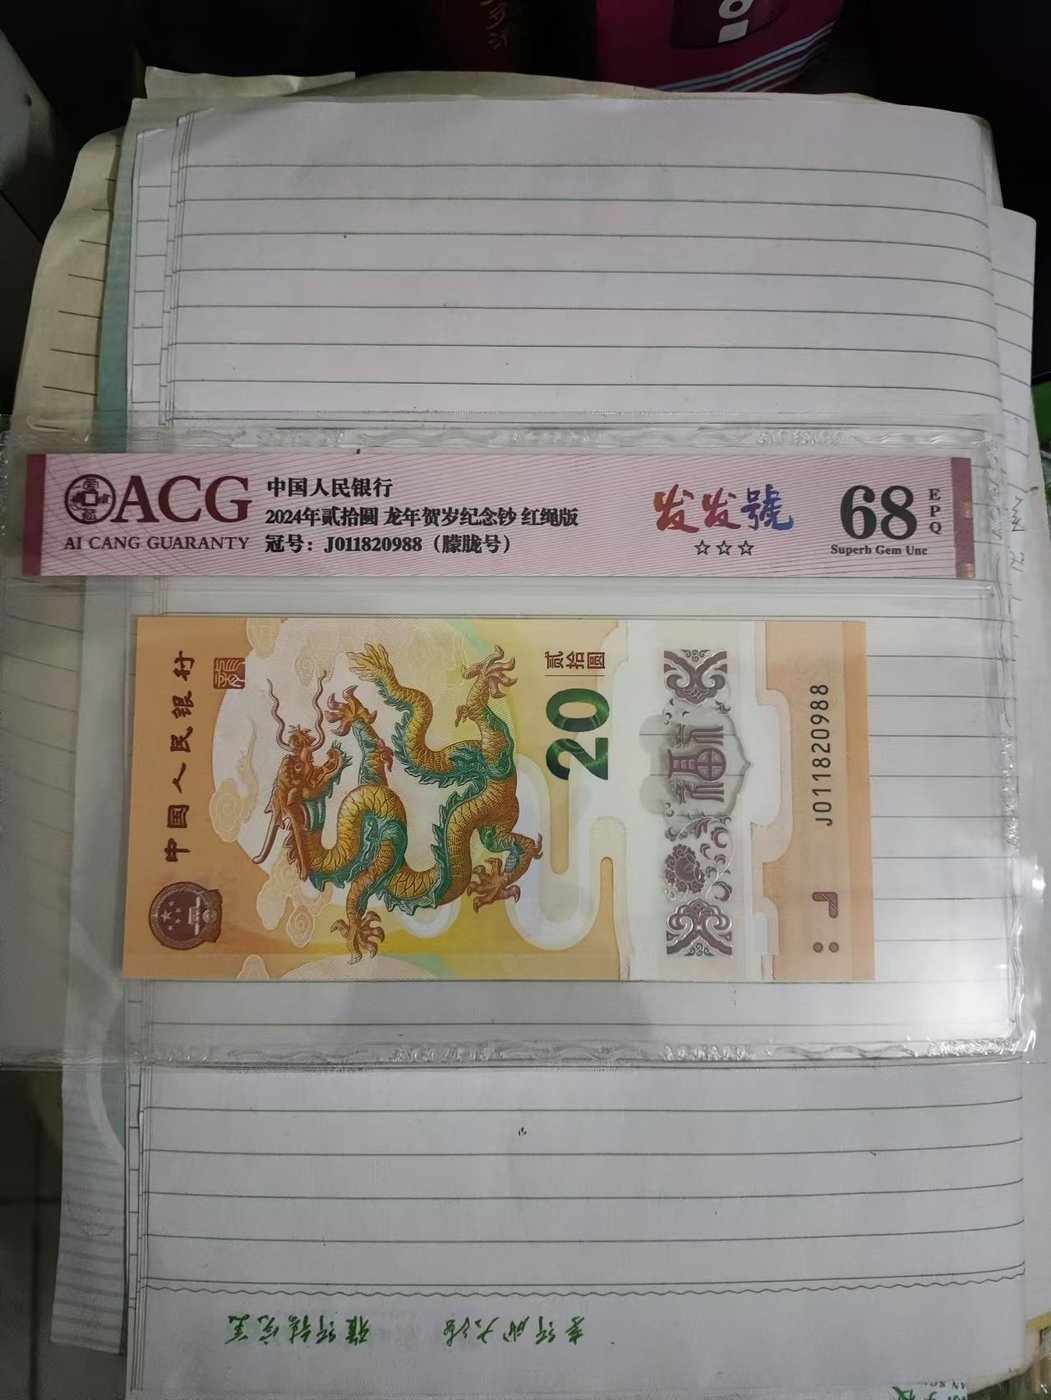 ACG
AI CANG GUARANTY
中国人民银行
2024年贰拾圆 龙年贺岁纪念钞 红绳版
冠号：J011820988（朦胧号）
发发號
☆☆☆
68
EPQ
Superb Gem Unc
中国人民银行
贰拾圆
20
福
J011820988